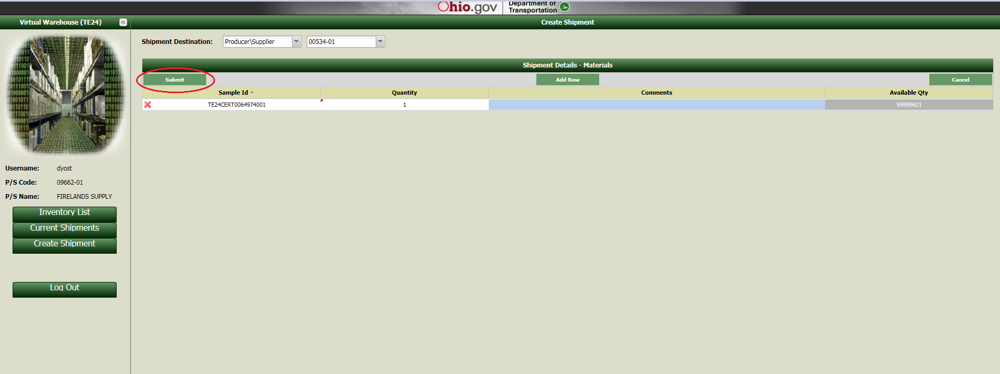 Ohio.gov
Department of
Transportation
Virtual Warehouse (TE24)
Create Shipment
Shipment Destination:
Producer\Supplier
00534-01
Shipment Details - Materials
Submit
Add Row
Cancel
Sample Id
Quantity
Comments
Available Qty
TE24CERT0064974001
1
99999621
Username:
dyost
P/S Code:
09662-01
P/S Name:
FIRELANDS SUPPLY
Inventory List
Current Shipments
Create Shipment
Log Out